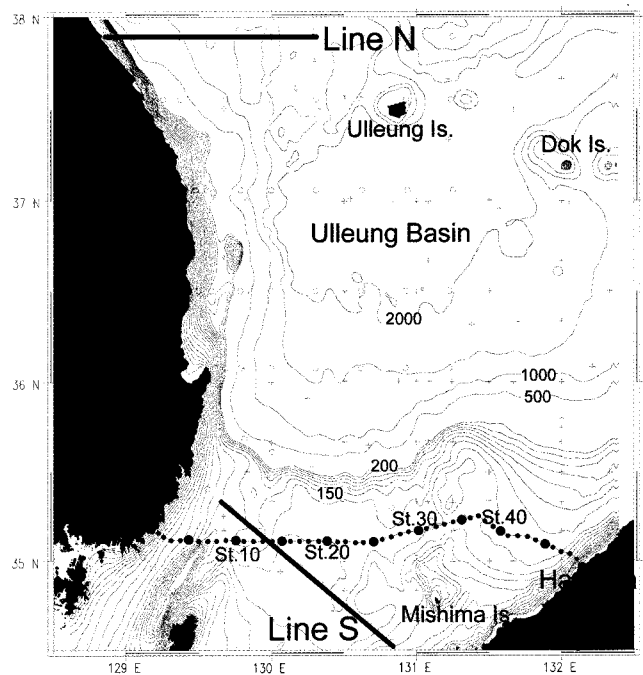 38 N
Line N
Ulleung Is.
Dok Is.
37 N
Ulleung Basin
2000
36 N
1000
500
200
150
St.30
St.40
St.10
St.20
35 N
Ha
Mishima Is
Line S
129 E
130 E
131 E
132 E